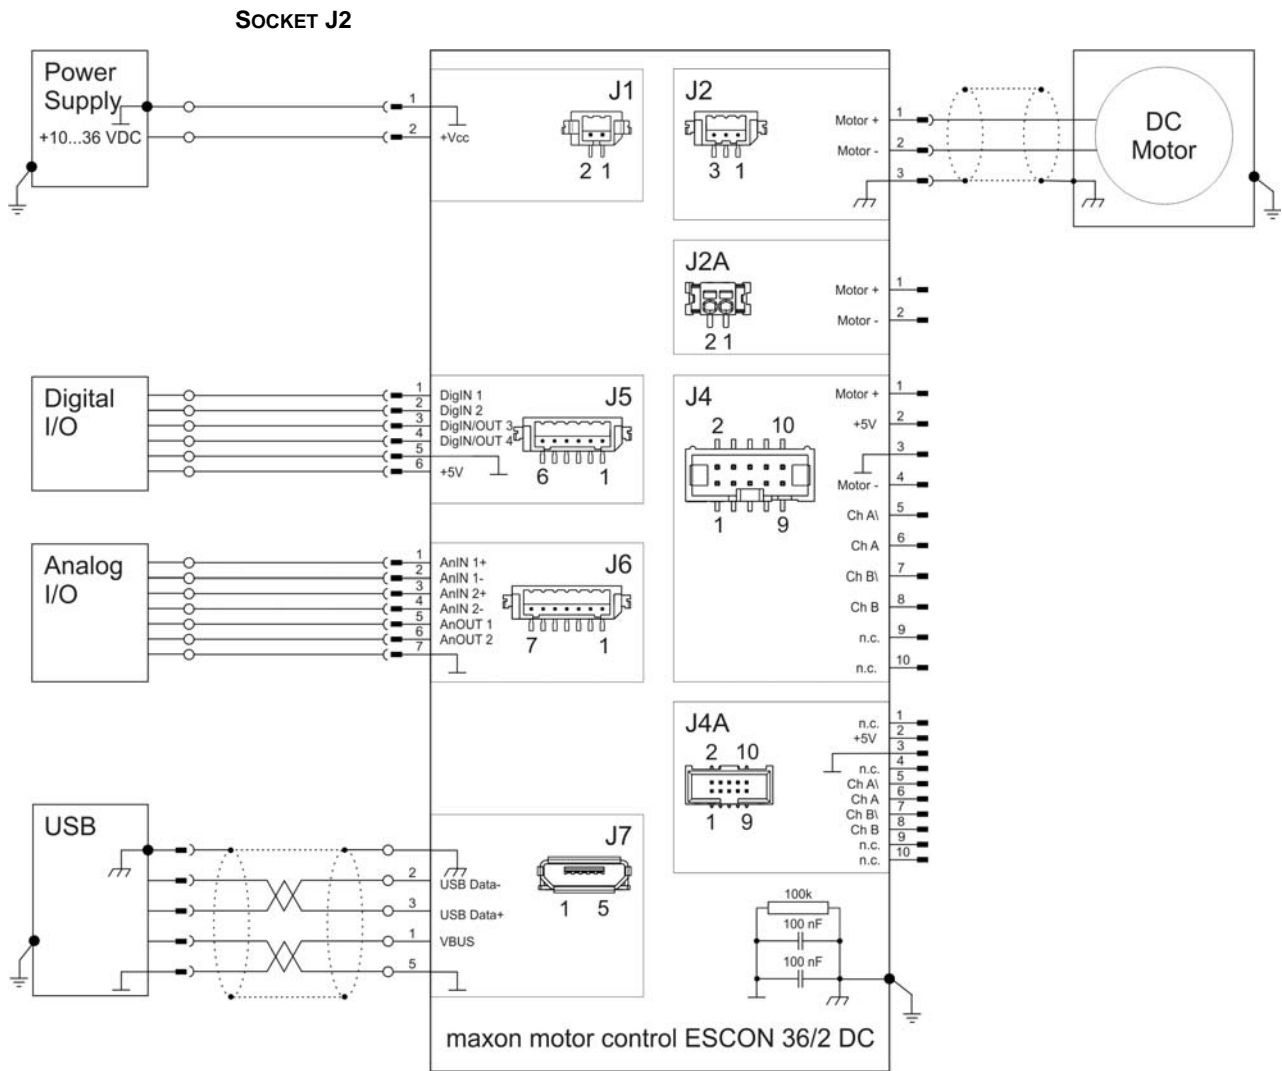 SOCKET J2
Power
Supply
+10...36 VDC
1
2
+Vcc
J1
2 1
J2
3 1
Motor +
Motor -
1
2
3
DC
Motor
J2A
2 1
Motor +
Motor -
1
2
Digital
I/O
1
2
3
4
5
6
DigIN 1
DigIN 2
DigIN/OUT 3
DigIN/OUT 4
+5V
J5
6 1
J4
2 10
1 9
Motor +
+5V
Motor -
Ch A\
Ch A
Ch B\
Ch B
n.c.
n.c.
1
2
3
4
5
6
7
8
9
10
Analog
I/O
1
2
3
4
5
6
7
AnIN 1+
AnIN 1-
AnIN 2+
AnIN 2-
AnOUT 1
AnOUT 2
J6
7 1
J4A
2 10
1 9
n.c.
+5V
n.c.
Ch A\
Ch A
Ch B\
Ch B
n.c.
n.c.
1
2
3
4
5
6
7
8
9
10
USB
2
3
1
5
USB Data-
USB Data+
VBUS
J7
1 5
100k
100 nF
100 nF
maxon motor control ESCON 36/2 DC